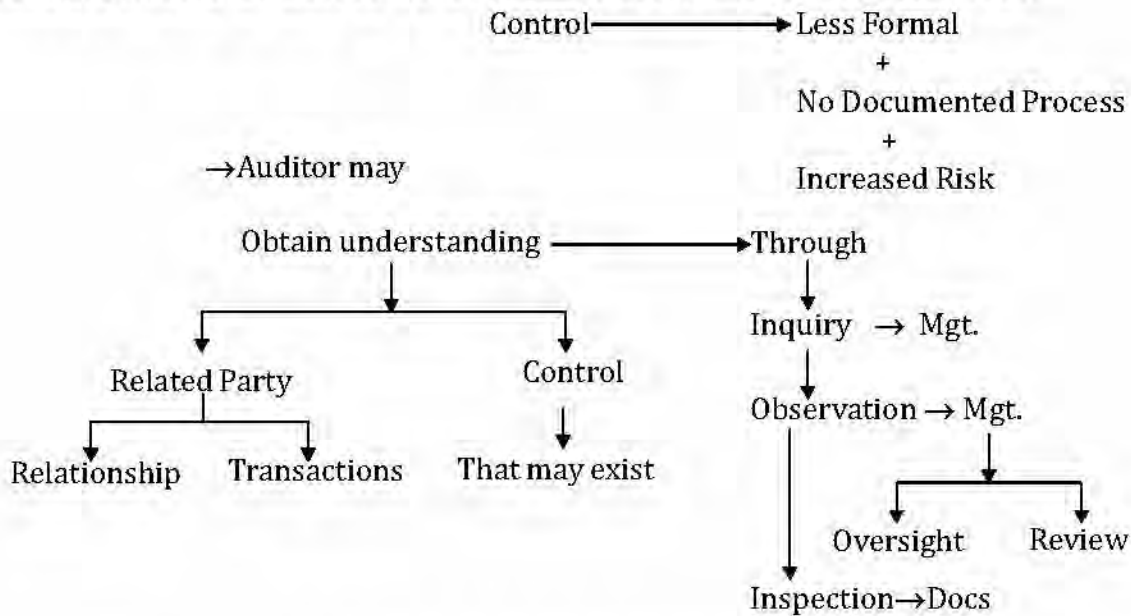 Control → Less Formal
+
No Documented Process
+
→Auditor may
Increased Risk
Obtain understanding → Through
Inquiry → Mgt.
Related Party
Control
Observation → Mgt.
Relationship
Transactions
That may exist
Oversight
Review
Inspection→Docs